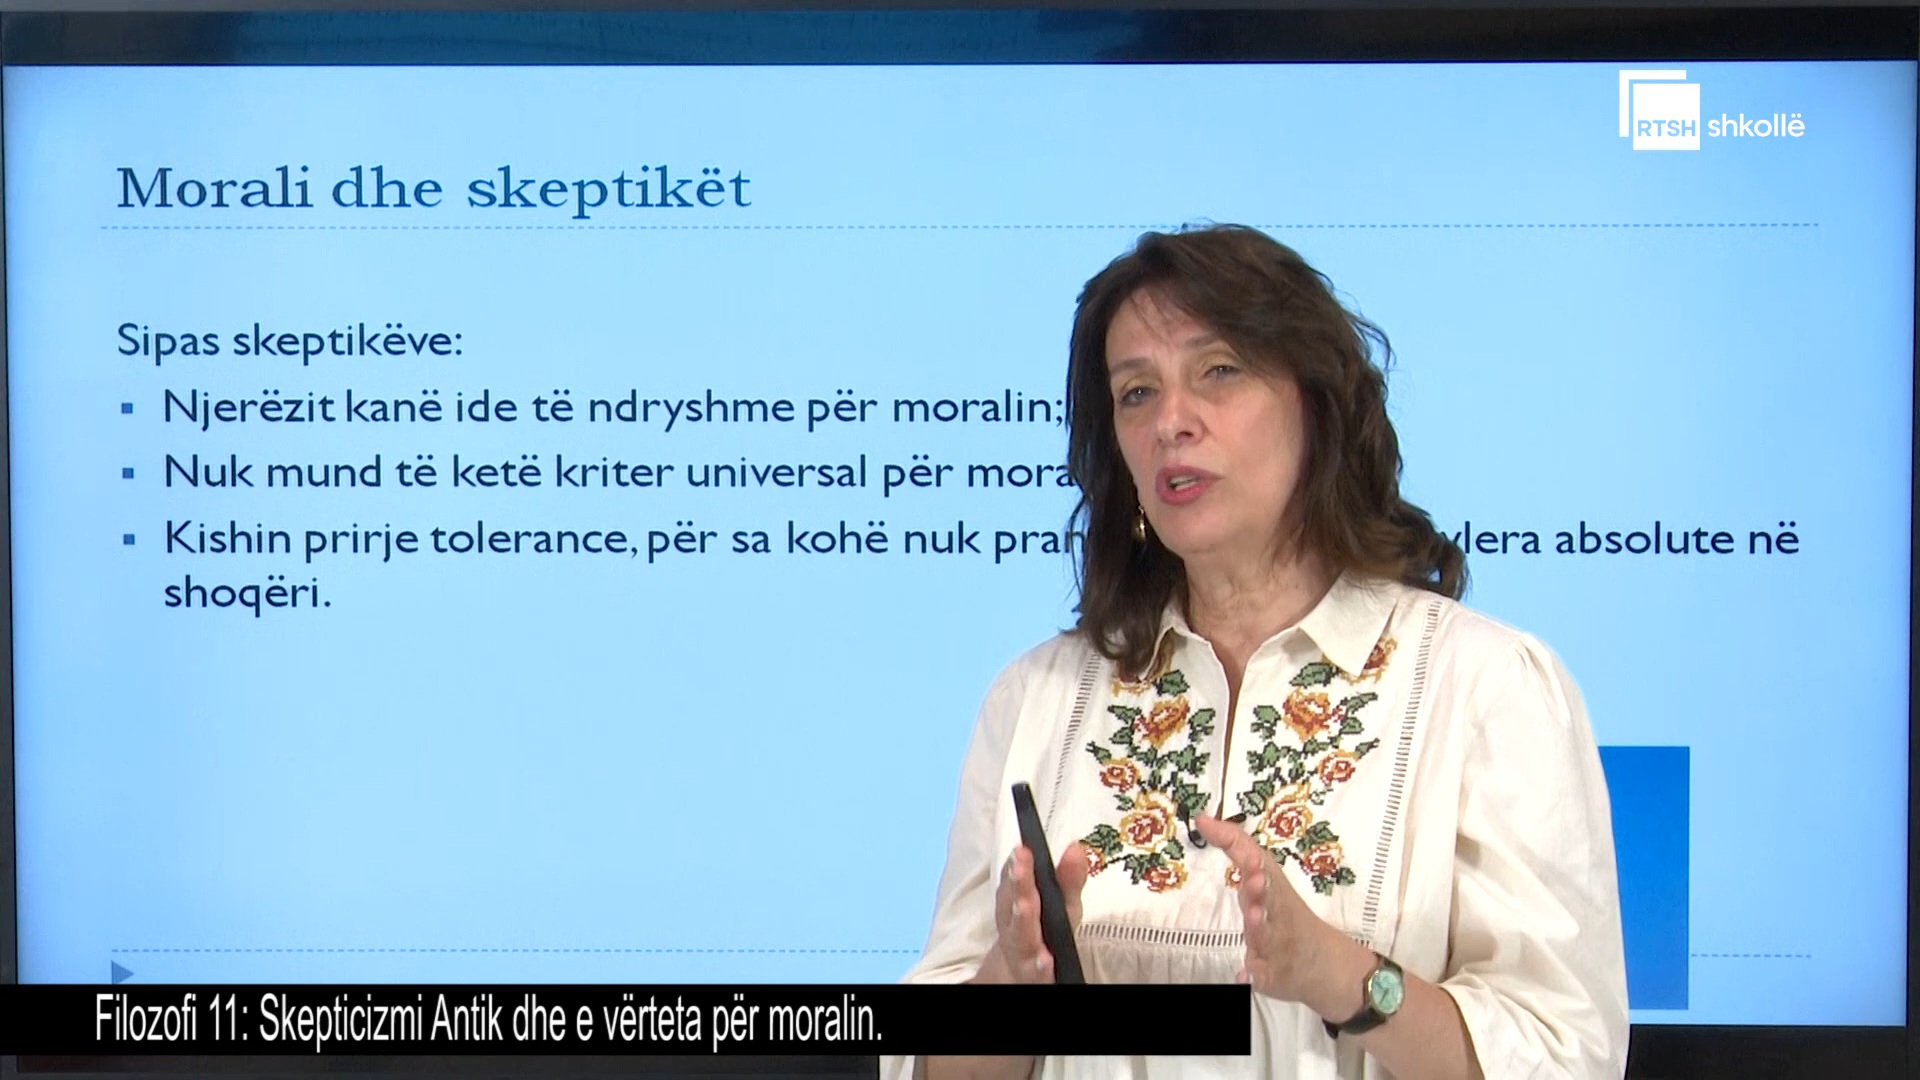 RTSH shkollë
Morali dhe skeptikët
Sipas skeptikëve:
▪ Njerëzit kanë ide të ndryshme për moralin;
▪ Nuk mund të ketë kriter universal për
▪ Kishin prirje tolerance, për sa kohë nuk vlera absolute në
shoqëri.
Filozofi 11: Skepticizmi Antik dhe e vërteta për moralin.